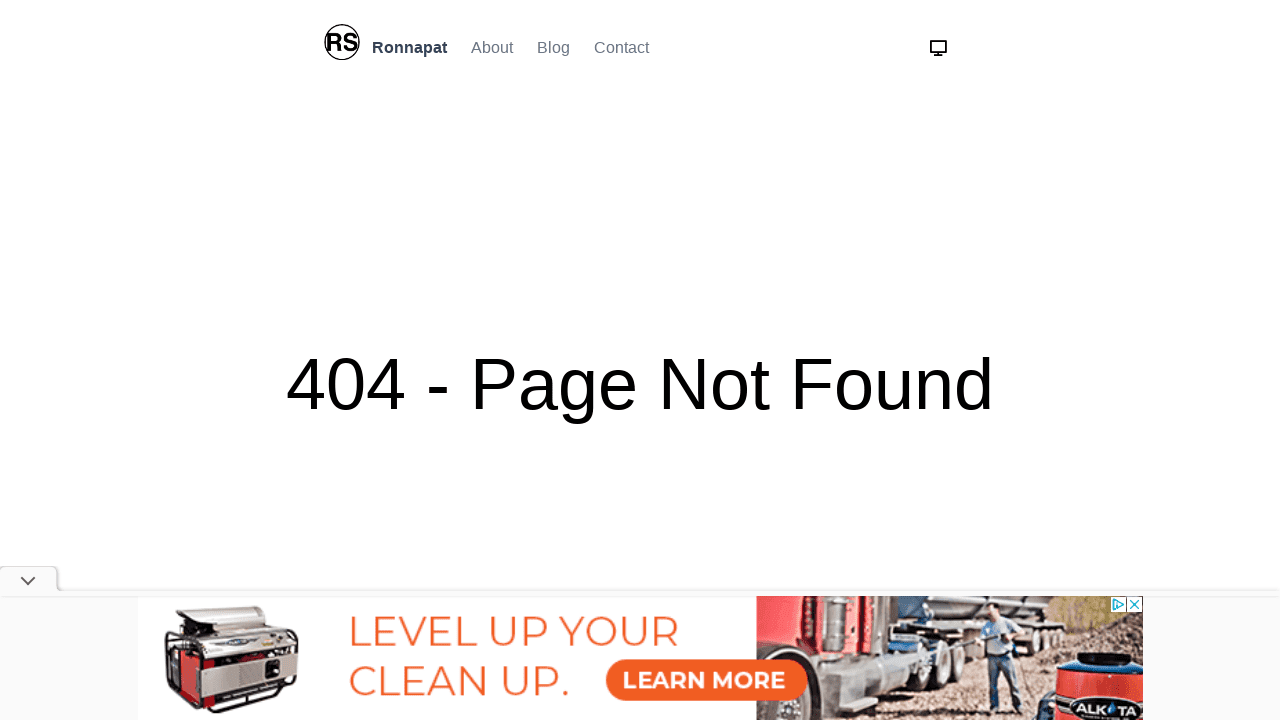 RS Ronnapat About Blog Contact
404 - Page Not Found
LEVEL UP YOUR
CLEAN UP.
LEARN MORE
ALKOTA